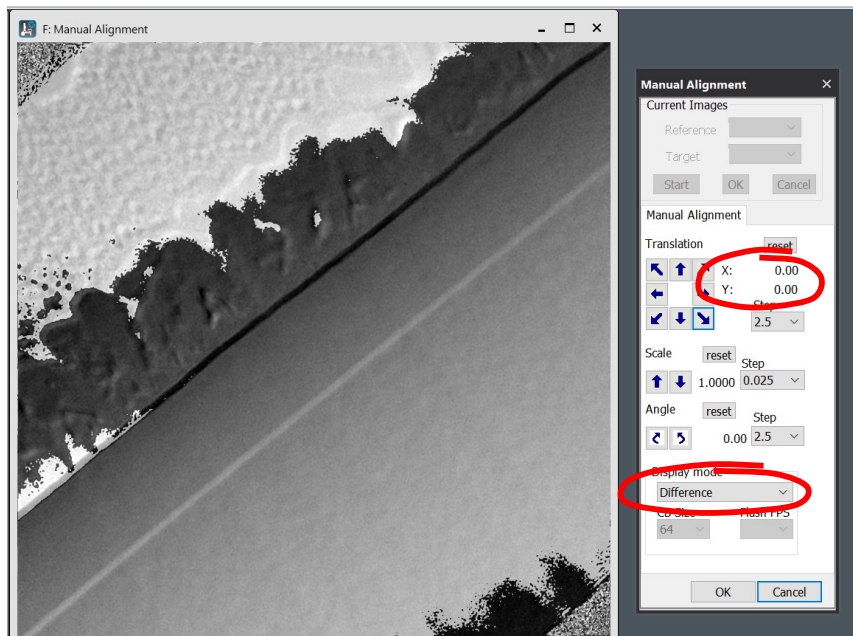 F: Manual Alignment
Manual Alignment
Current Images
Reference
Target
Start OK Cancel
Manual Alignment
Translation reset
X: 0.00
Y: 0.00
Step
2.5
Scale reset Step
1.0000 0.025
Angle reset Step
0.00 2.5
Display mode
Difference
CB Size Flash FPS
64
OK Cancel